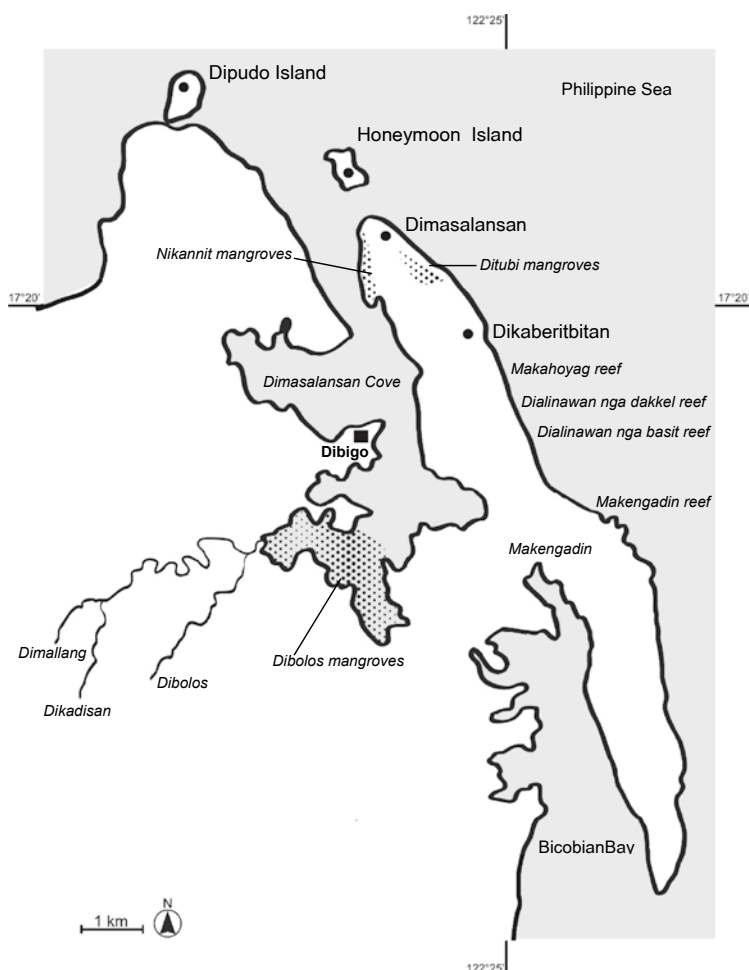 122°25'
Dipudo Island
Philippine Sea
Honeymoon Island
Dimasalansan
Nikannit mangroves
Ditubi mangroves
17°20'
17°20'
Dikaberitbitan
Makahoyag reef
Dimasalansan Cove
Dialinawan nga dakkel reef
Dialinawan nga basit reef
Dibigo
Makengadin reef
Makengadin
Dimallang
Dibolos mangroves
Dibolos
Dikadisan
BicobianBay
N
1 km
122°25'